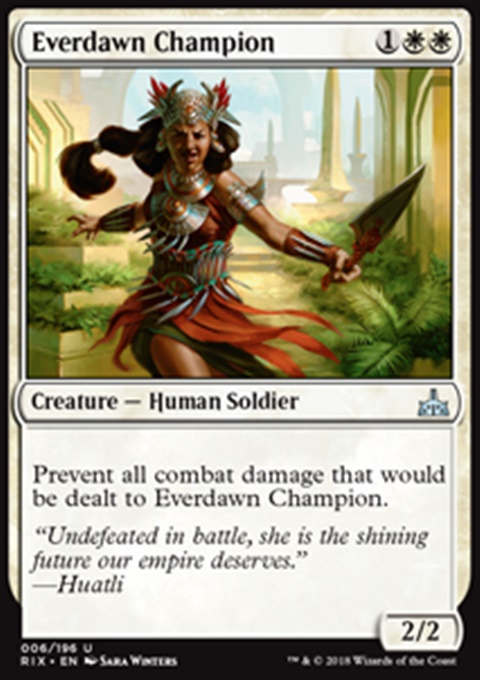 Everdawn Champion 1
Creature — Human Soldier
Prevent all combat damage that would
be dealt to Everdawn Champion.
“Undefeated in battle, she is the shining
future our empire deserves.”
—Huatli
2/2
006/196 U
RIX • EN Sara Winters
™ & © 2018 Wizards of the Coast